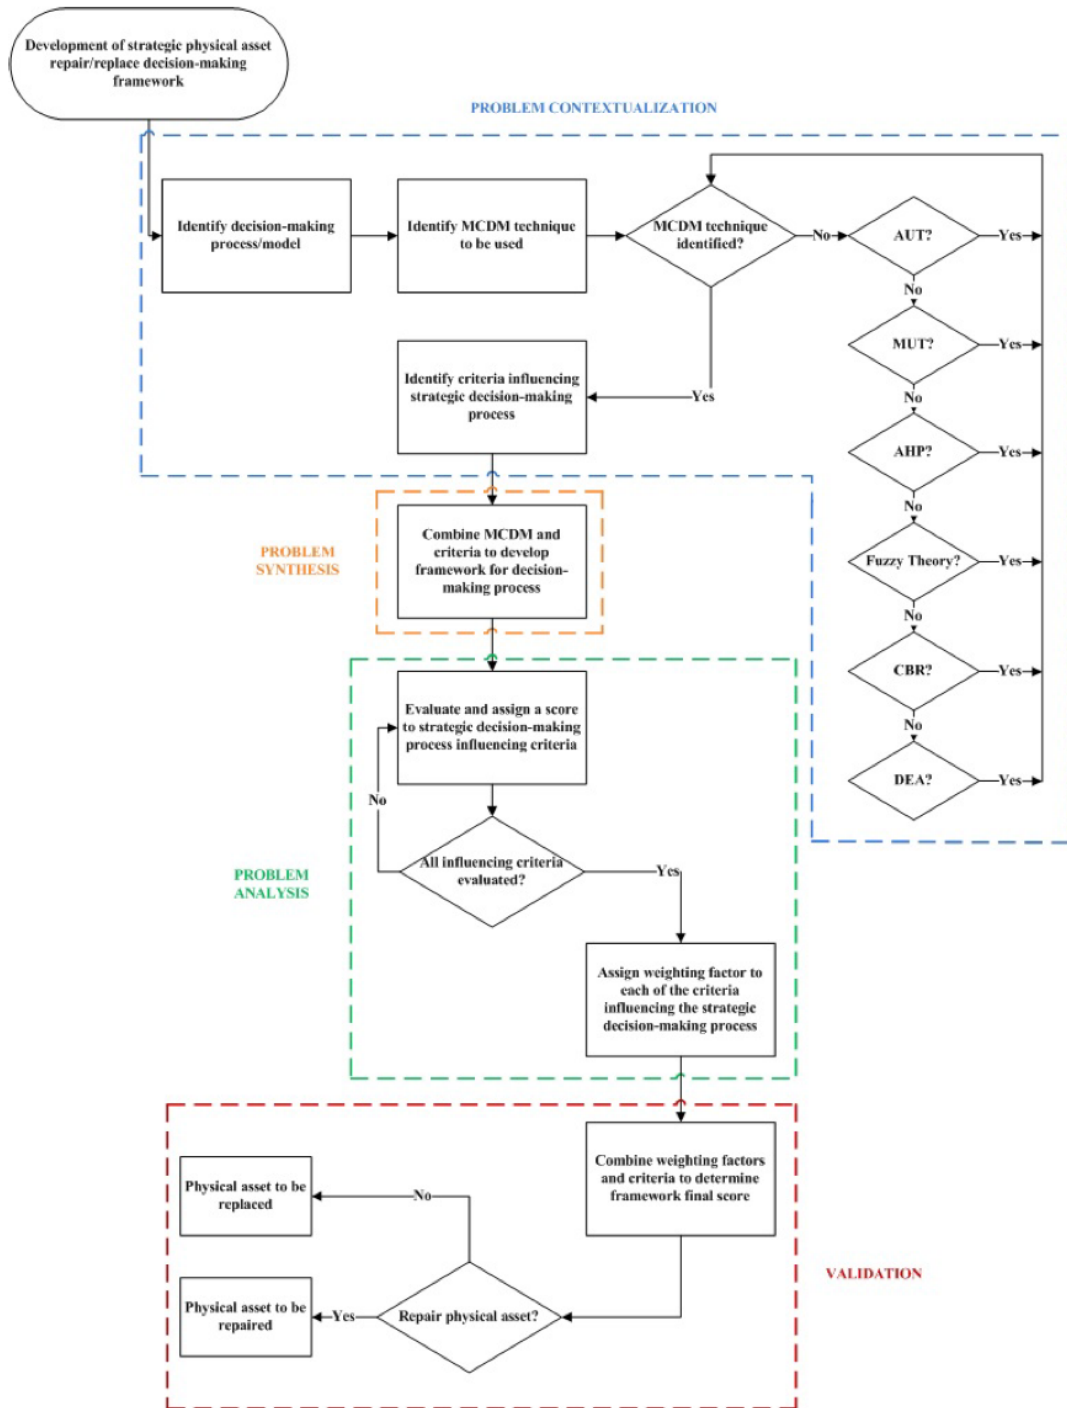 Development of strategic physical asset
repair/replace decision-making
framework
PROBLEM CONTEXTUALIZATION
Identify decision-making
process/model
Identify MCDM technique
to be used
MCDM technique
identified?
No
AUT?
Yes
No
MUT?
Yes
No
Identify criteria influencing
strategic decision-making
process
Yes
AHP?
Yes
No
PROBLEM
SYNTHESIS
Combine MCDM and
criteria to develop
framework for decision-
making process
Fuzzy Theory?
Yes
No
CBR?
Yes
No
DEA?
Yes
Evaluate and assign a score
to strategic decision-making
process influencing criteria
No
PROBLEM
ANALYSIS
All influencing criteria
evaluated?
Yes
Assign weighting factor to
each of the criteria
influencing the strategic
decision-making process
Combine weighting factors
and criteria to determine
framework final score
Physical asset to be
replaced
No
VALIDATION
Physical asset to be
repaired
Yes
Repair physical asset?